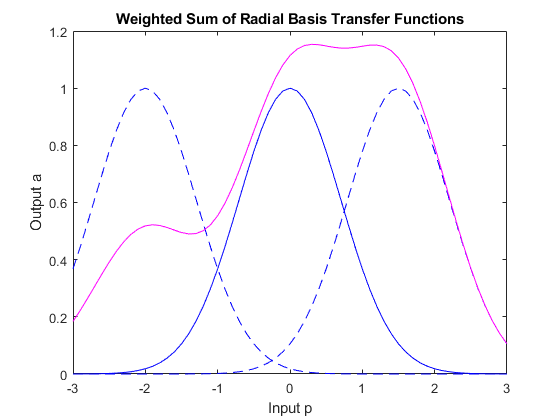 Weighted Sum of Radial Basis Transfer Functions
1.2
1
0.8
0.6
0.4
0.2
0
Output a
-3 -2 -1 0 1 2 3
Input p